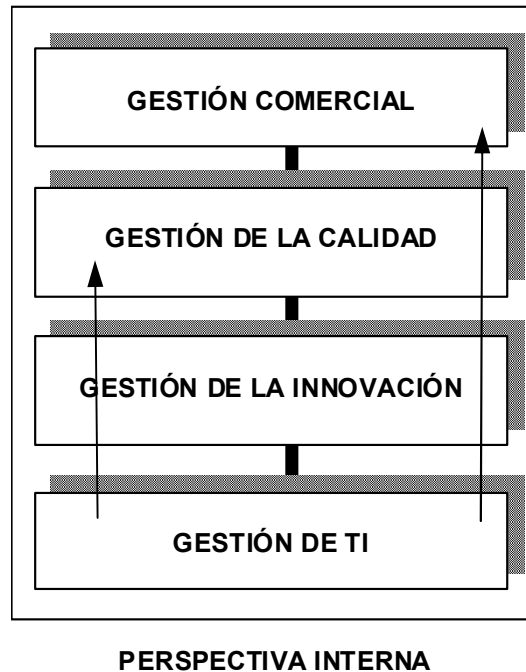 GESTIÓN COMERCIAL
GESTIÓN DE LA CALIDAD
GESTIÓN DE LA INNOVACIÓN
GESTIÓN DE TI
PERSPECTIVA INTERNA